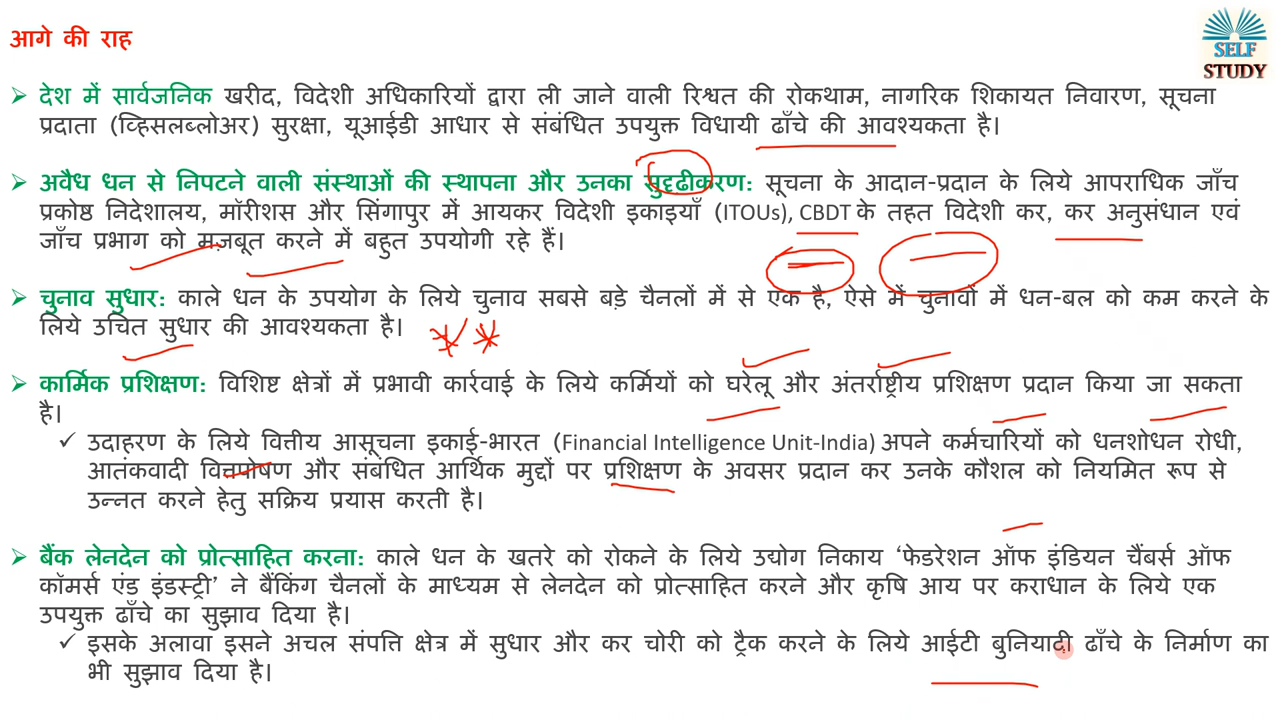 आगे की राह
SELF
STUDY
➢ देश में सार्वजनिक खरीद, विदेशी अधिकारियों द्वारा ली जाने वाली रिश्वत की रोकथाम, नागरिक शिकायत निवारण, सूचना
प्रदाता (व्हिसलब्लोअर) सुरक्षा, यूआईडी आधार से संबंधित उपयुक्त विधायी ढाँचे की आवश्यकता है।
➢ अवैध धन से निपटने वाली संस्थाओं की स्थापना और उनका सुदृढीकरण: सूचना के आदान-प्रदान के लिये आपराधिक जाँच
प्रकोष्ठ निदेशालय, मॉरीशस और सिंगापुर में आयकर विदेशी इकाइयाँ (ITOUs), CBDT के तहत विदेशी कर, कर अनुसंधान एवं
जाँच प्रभाग को मज़बूत करने में बहुत उपयोगी रहे हैं।
➢ चुनाव सुधार: काले धन के उपयोग के लिये चुनाव सबसे बड़े चैनलों में से एक है, ऐसे में चुनावों में धन-बल को कम करने के
लिये उचित सुधार की आवश्यकता है।
➢ कार्मिक प्रशिक्षण: विशिष्ट क्षेत्रों में प्रभावी कार्रवाई के लिये कर्मियों को घरेलू और अंतर्राष्ट्रीय प्रशिक्षण प्रदान किया जा सकता
है।
✓ उदाहरण के लिये वित्तीय आसूचना इकाई-भारत (Financial Intelligence Unit-India) अपने कर्मचारियों को धनशोधन रोधी,
आतंकवादी वित्तपोषण और संबंधित आर्थिक मुद्दों पर प्रशिक्षण के अवसर प्रदान कर उनके कौशल को नियमित रूप से
उन्नत करने हेतु सक्रिय प्रयास करती है।
➢ बैंक लेनदेन को प्रोत्साहित करना: काले धन के खतरे को रोकने के लिये उद्योग निकाय ‘फेडरेशन ऑफ इंडियन चैंबर्स ऑफ
कॉमर्स एंड इंडस्ट्री’ ने बैंकिंग चैनलों के माध्यम से लेनदेन को प्रोत्साहित करने और कृषि आय पर कराधान के लिये एक
उपयुक्त ढाँचे का सुझाव दिया है।
✓ इसके अलावा इसने अचल संपत्ति क्षेत्र में सुधार और कर चोरी को ट्रैक करने के लिये आईटी बुनियादी ढाँचे के निर्माण का
भी सुझाव दिया है।